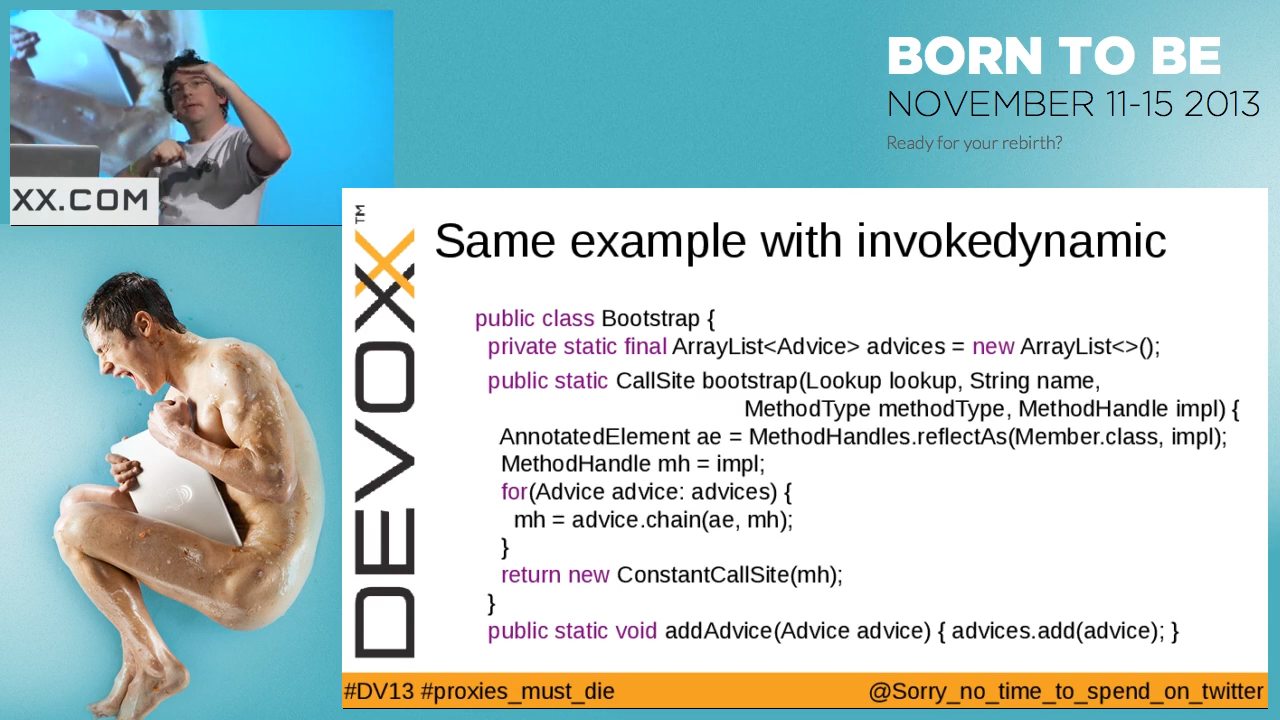 BORN TO BE
NOVEMBER 11-15 2013
Ready for your rebirth?
XX.COM
DEVOXX™
Same example with invokedynamic
public class Bootstrap {
private static final ArrayList<Advice> advices = new ArrayList<>();
public static CallSite bootstrap(Lookup lookup, String name,
MethodType methodType, MethodHandle impl) {
AnnotatedElement ae = MethodHandles.reflectAs(Member.class, impl);
MethodHandle mh = impl;
for(Advice advice: advices) {
mh = advice.chain(ae, mh);
}
return new ConstantCallSite(mh);
}
public static void addAdvice(Advice advice) { advices.add(advice); }
#DV13 #proxies_must_die
@Sorry_no_time_to_spend_on_twitter